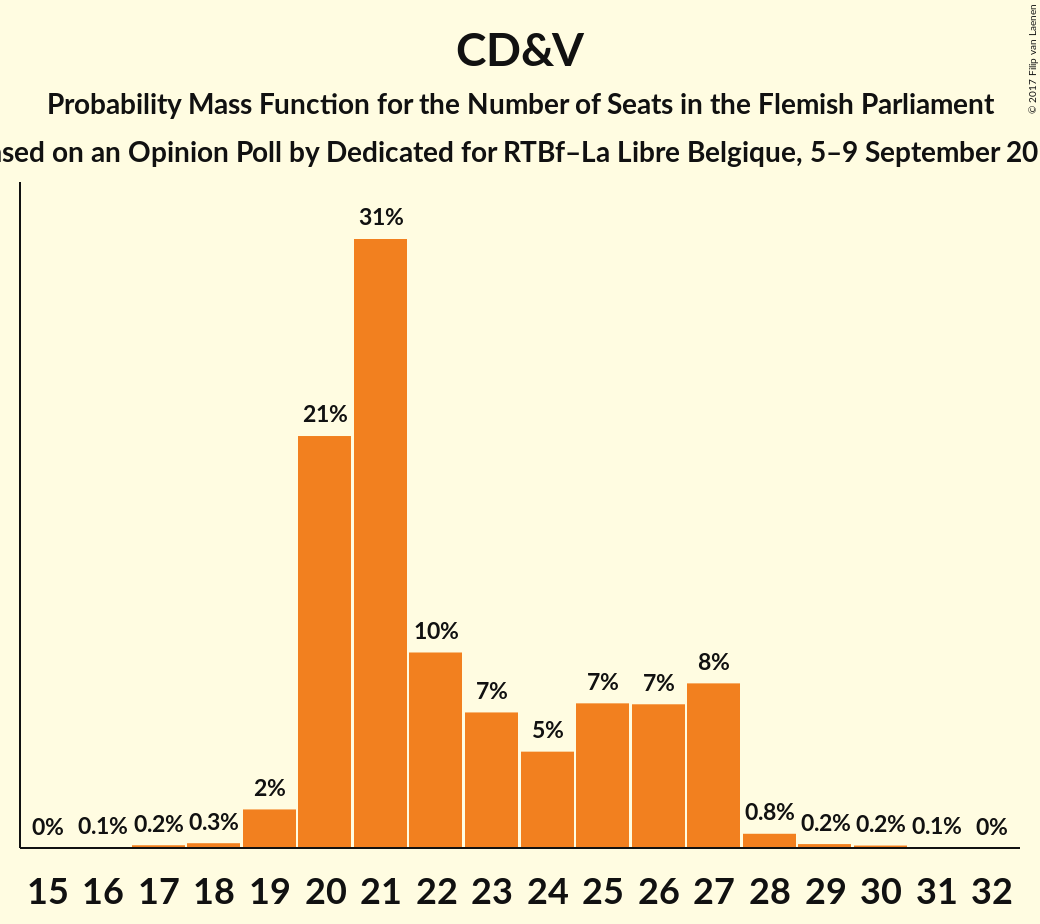 CD&V
Probability Mass Function for the Number of Seats in the Flemish Parliament
on an Opinion Poll by Dedicated for RTBf–La Libre Belgique, 5–9 September
© 2017 Filip van Laenen
31%
21%
10%
8%
7%
7%
7%
5%
2%
0.8%
0% 0.1% 0.2% 0.3% 0.2% 0.2% 0.1% 0%
15 16 17 18 19 20 21 22 23 24 25 26 27 28 29 30 31 32